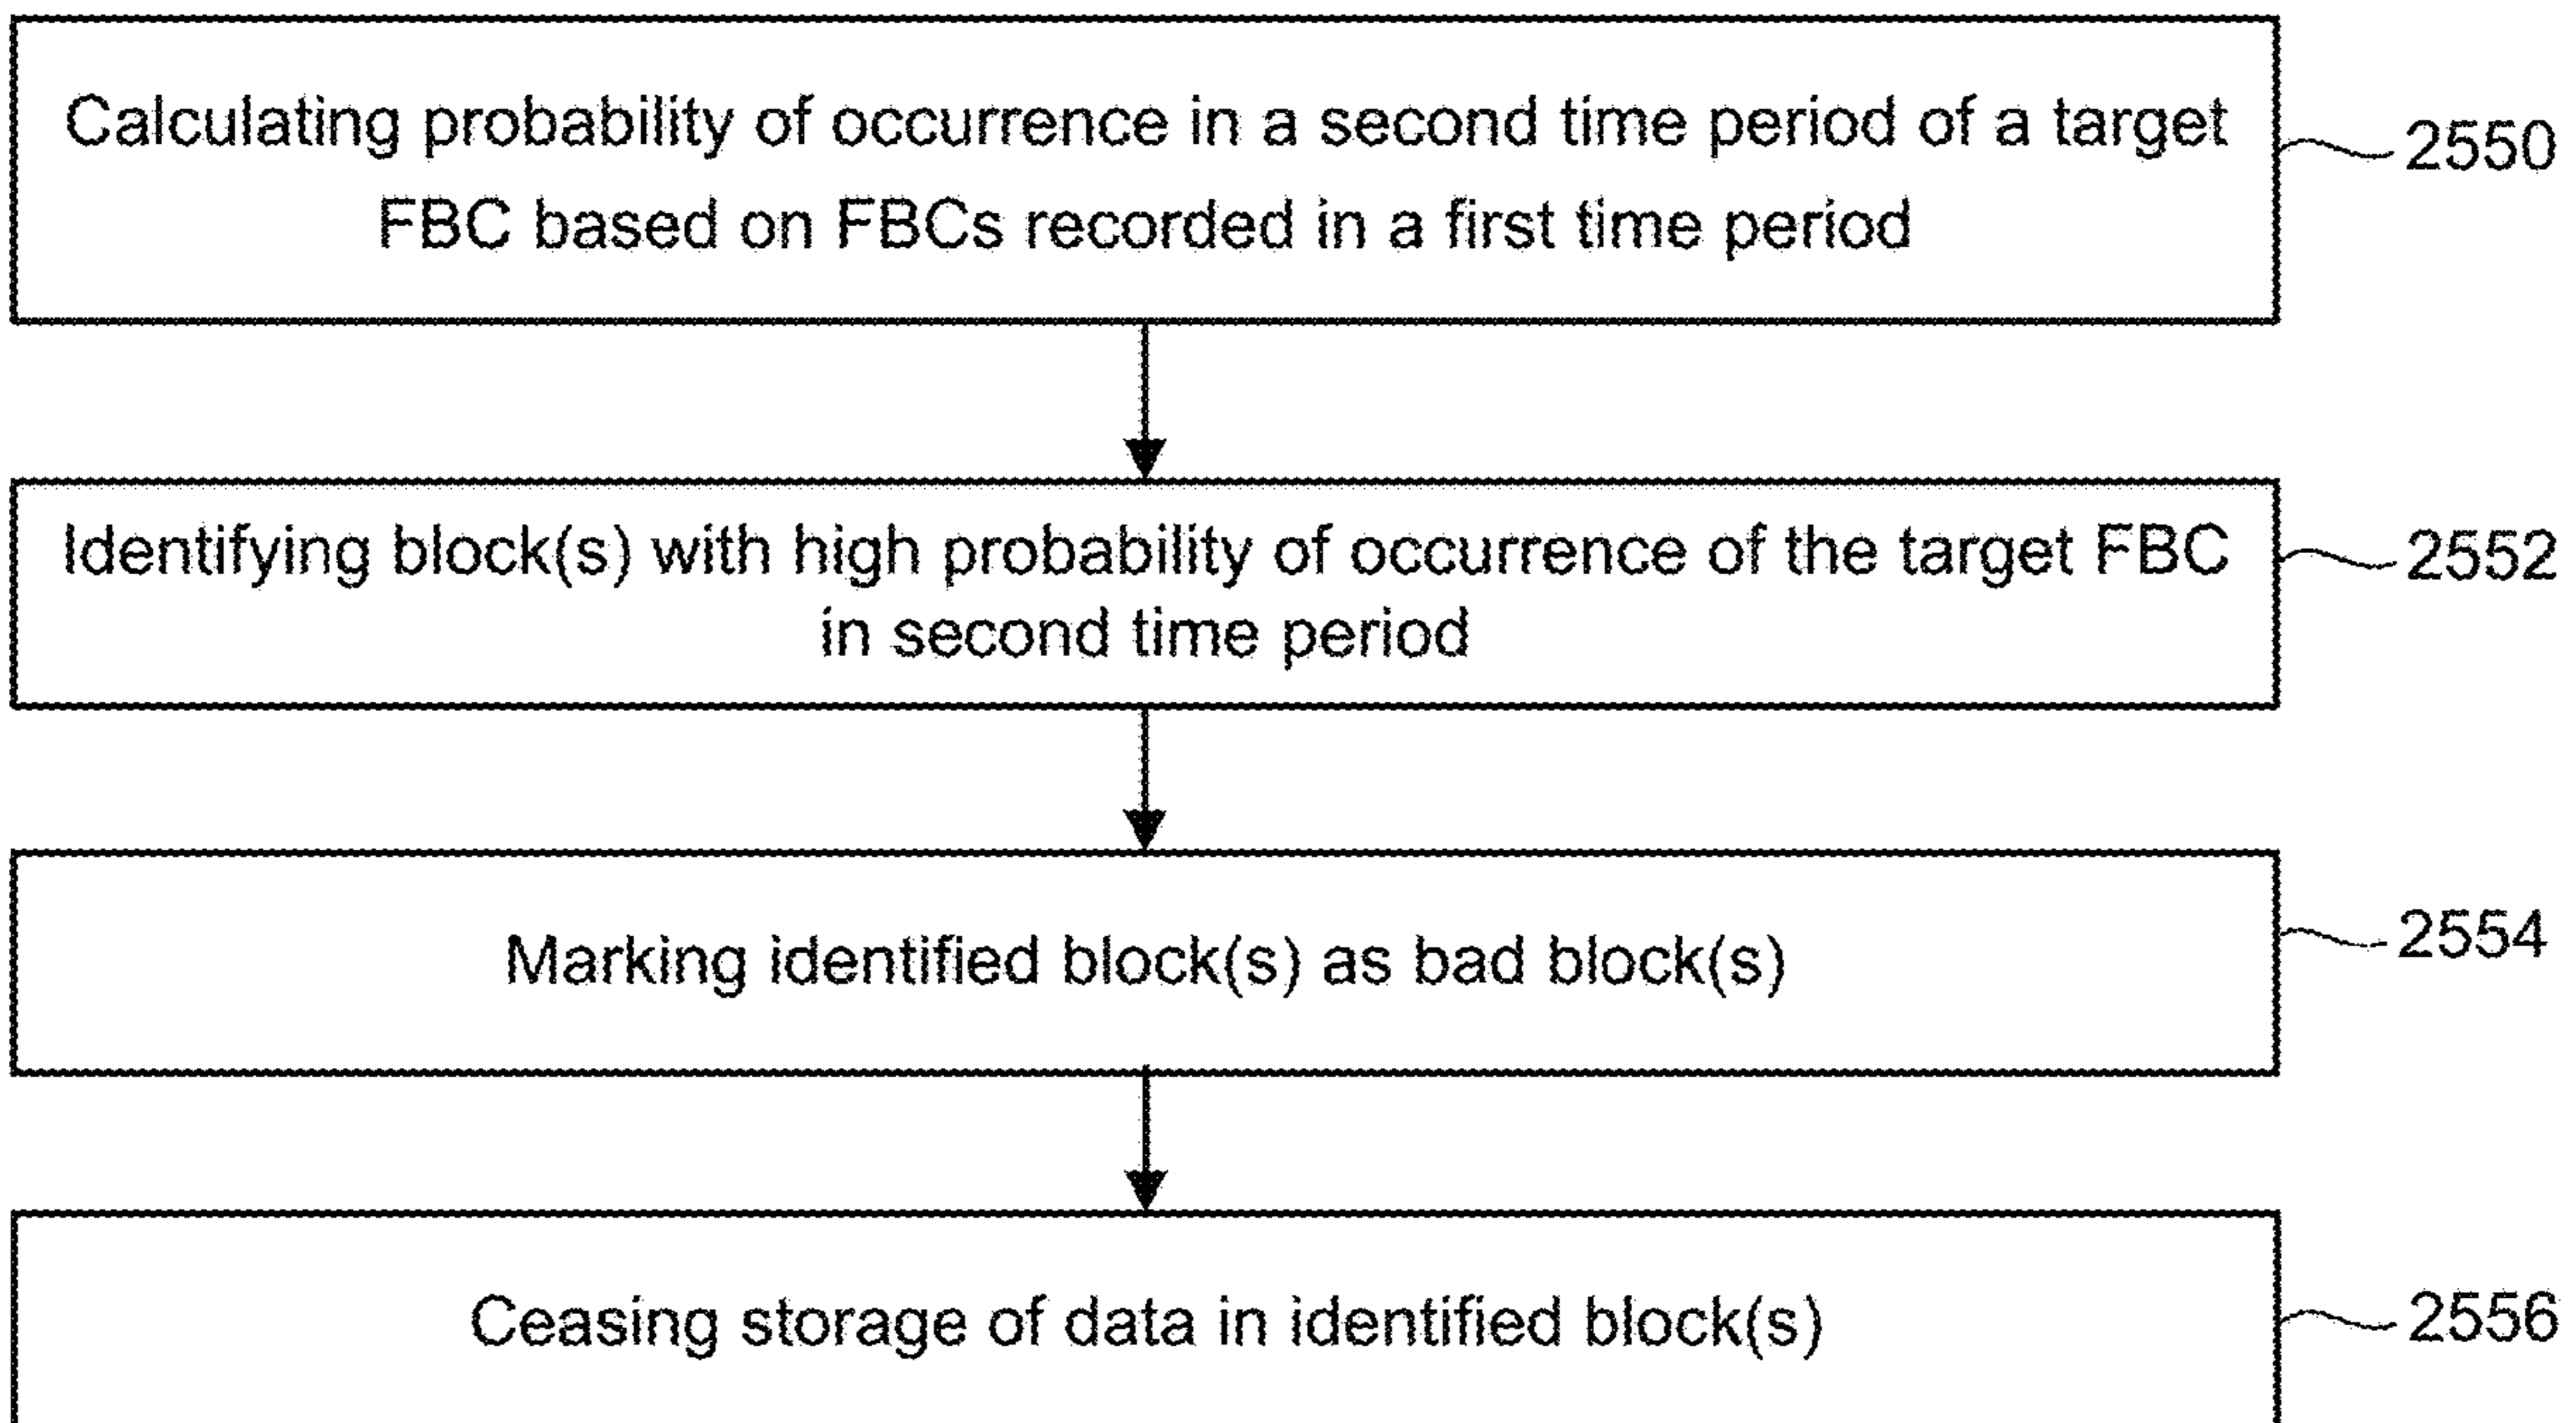 Calculating probability of occurrence in a second time period of a target
FBC based on FBCs recorded in a first time period
2550
Identifying block(s) with high probability of occurrence of the target FBC
in second time period
2552
Marking identified block(s) as bad block(s)
2554
Ceasing storage of data in identified block(s)
2556